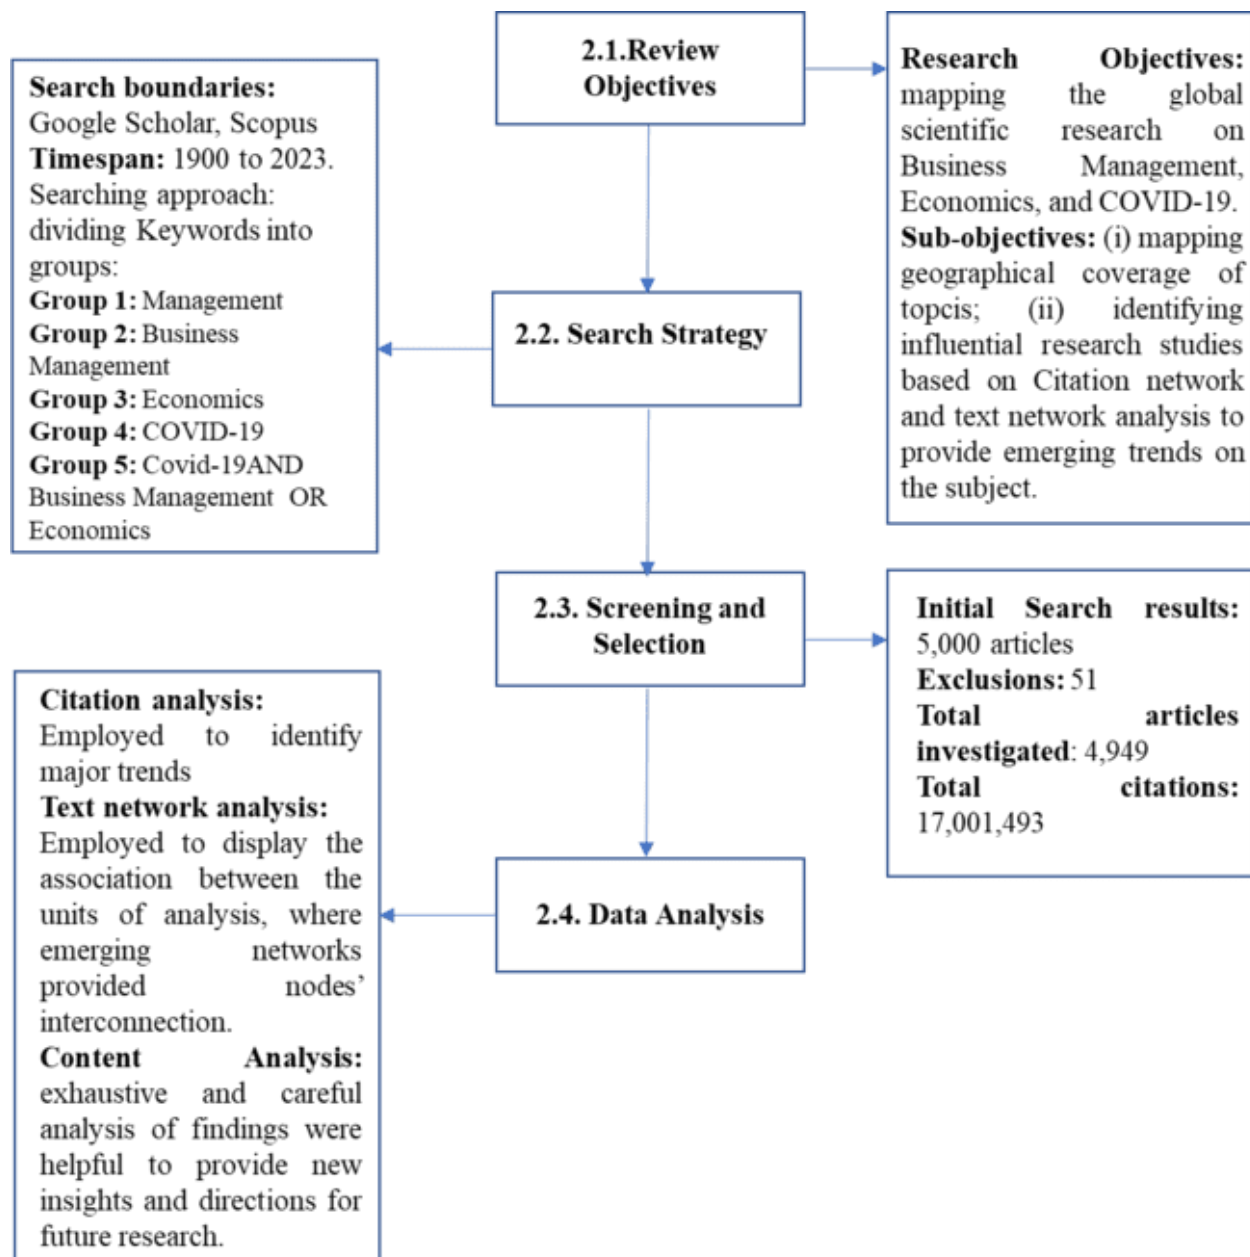 2.1.Review
Objectives
Research Objectives:
mapping the global
scientific research on
Business Management,
Economics, and COVID-19.
Sub-objectives: (i) mapping
geographical coverage of
topcis; (ii) identifying
influential research studies
based on Citation network
and text network analysis to
provide emerging trends on
the subject.
Search boundaries:
Google Scholar, Scopus
Timespan: 1900 to 2023.
Searching approach:
dividing Keywords into
groups:
Group 1: Management
Group 2: Business
Management
Group 3: Economics
Group 4: COVID-19
Group 5: Covid-19AND
Business Management OR
Economics
2.2. Search Strategy
2.3. Screening and
Selection
Initial Search results:
5,000 articles
Exclusions: 51
Total articles
investigated: 4,949
Total citations:
17,001,493
Citation analysis:
Employed to identify
major trends
Text network analysis:
Employed to display the
association between the
units of analysis, where
emerging networks
provided nodes’
interconnection.
Content Analysis:
exhaustive and careful
analysis of findings were
helpful to provide new
insights and directions for
future research.
2.4. Data Analysis